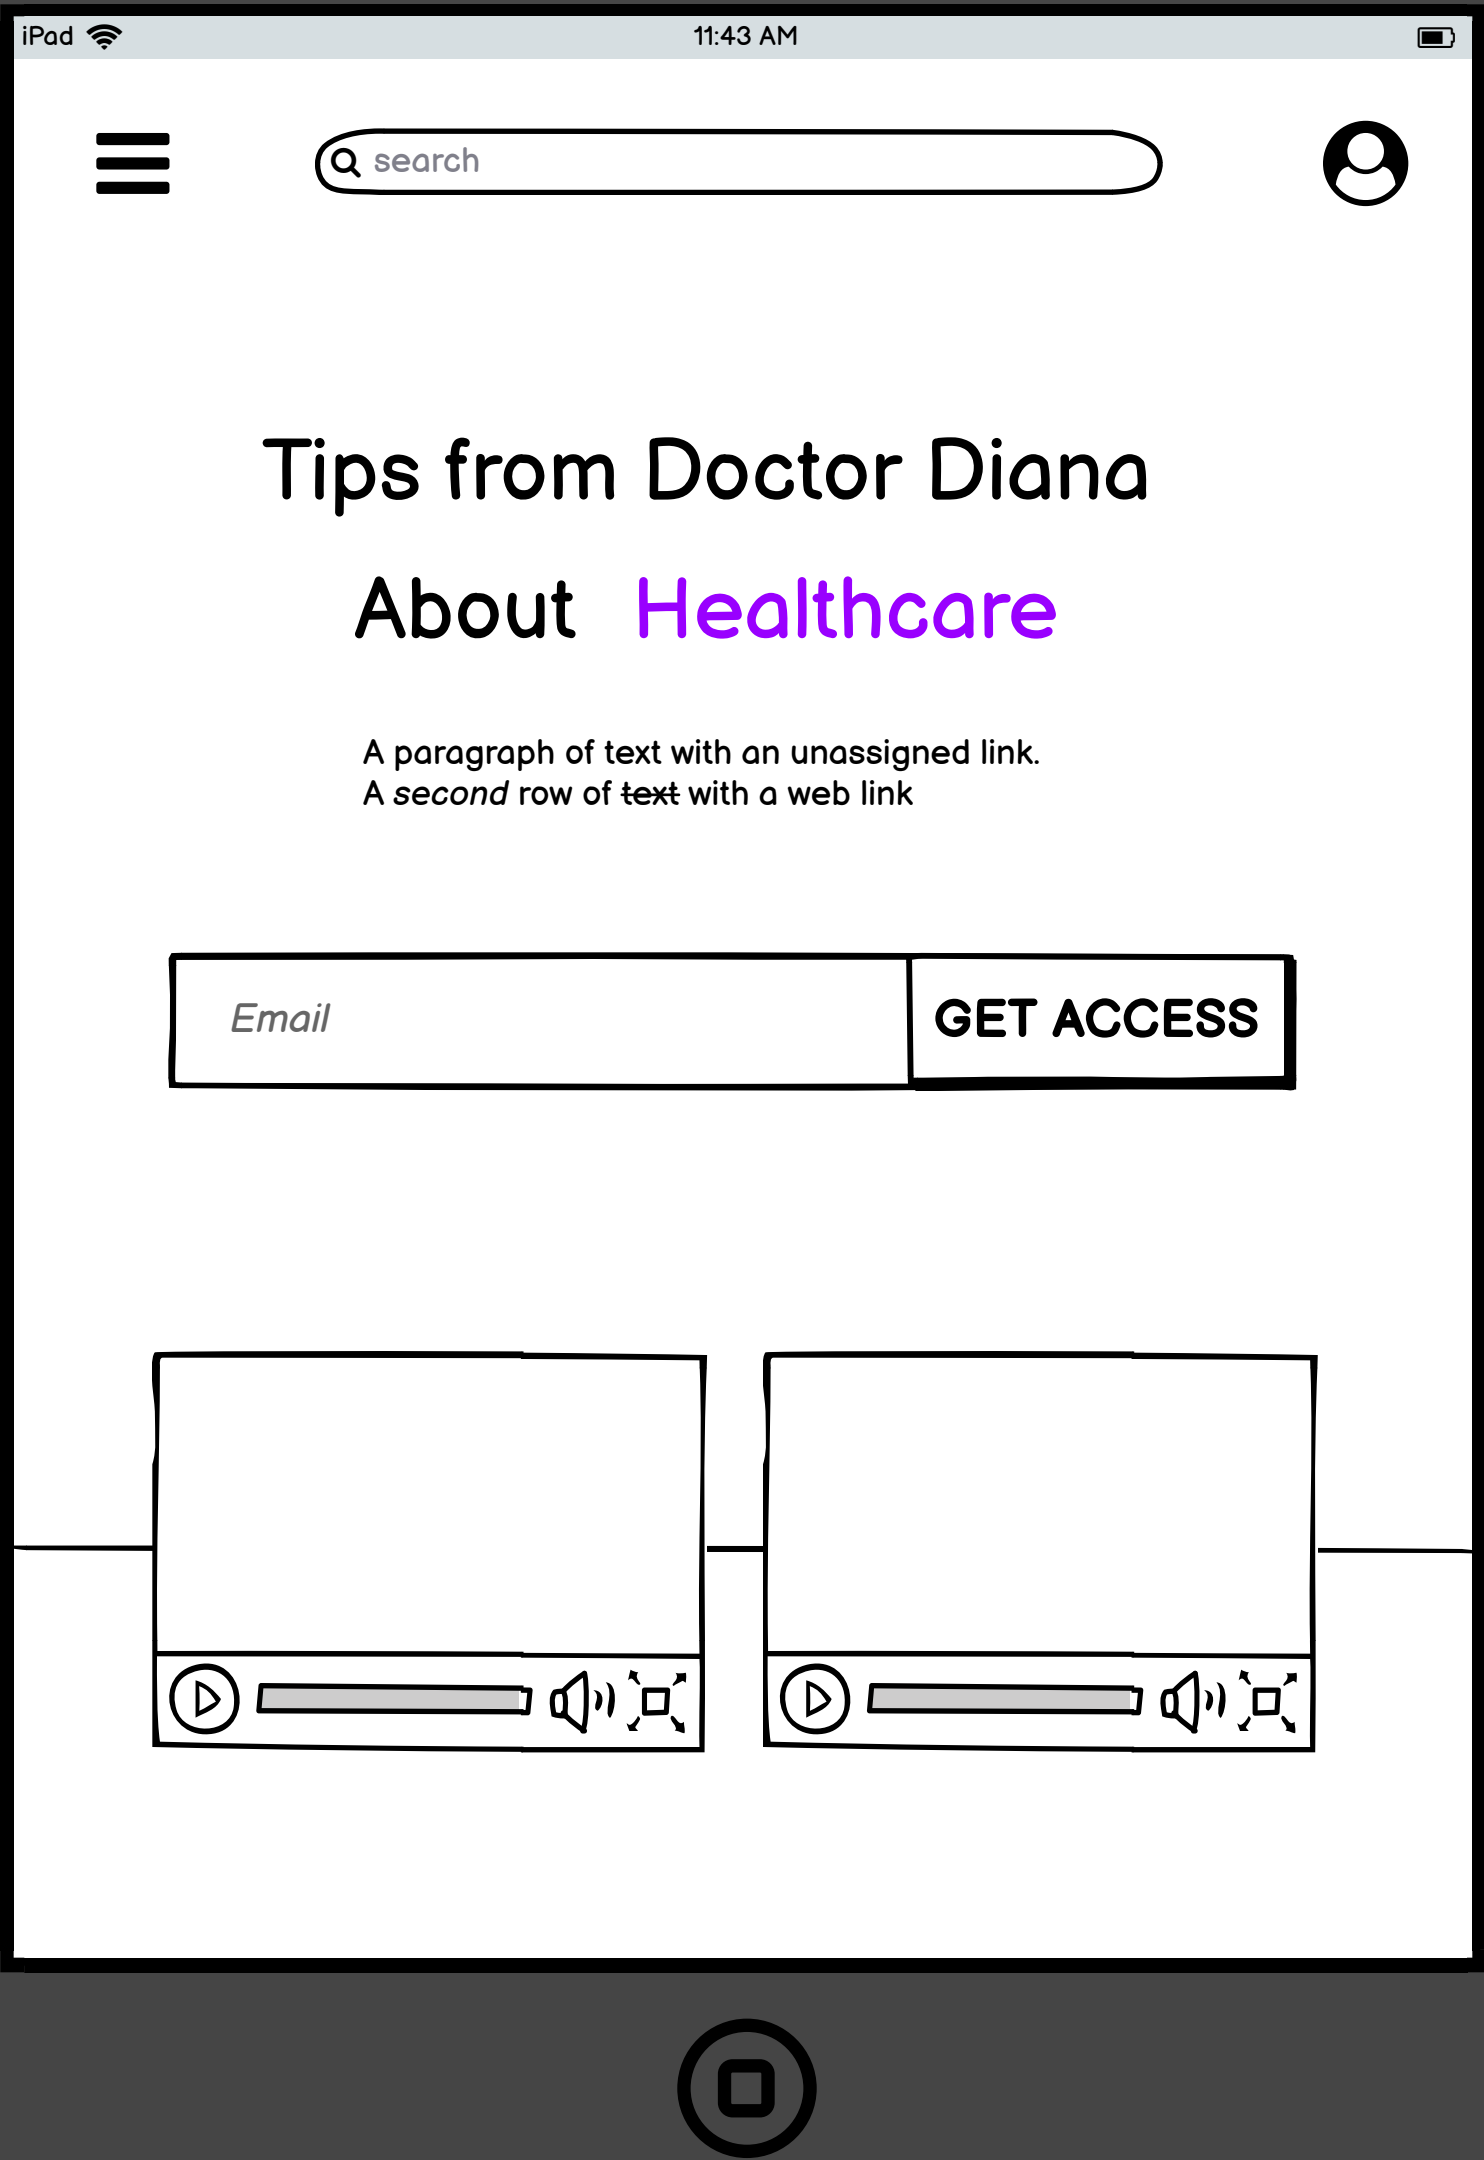 iPad
11:43 AM
search
Tips from Doctor Diana
About Healthcare
A paragraph of text with an unassigned link.
A second row of text with a web link
Email
GET ACCESS